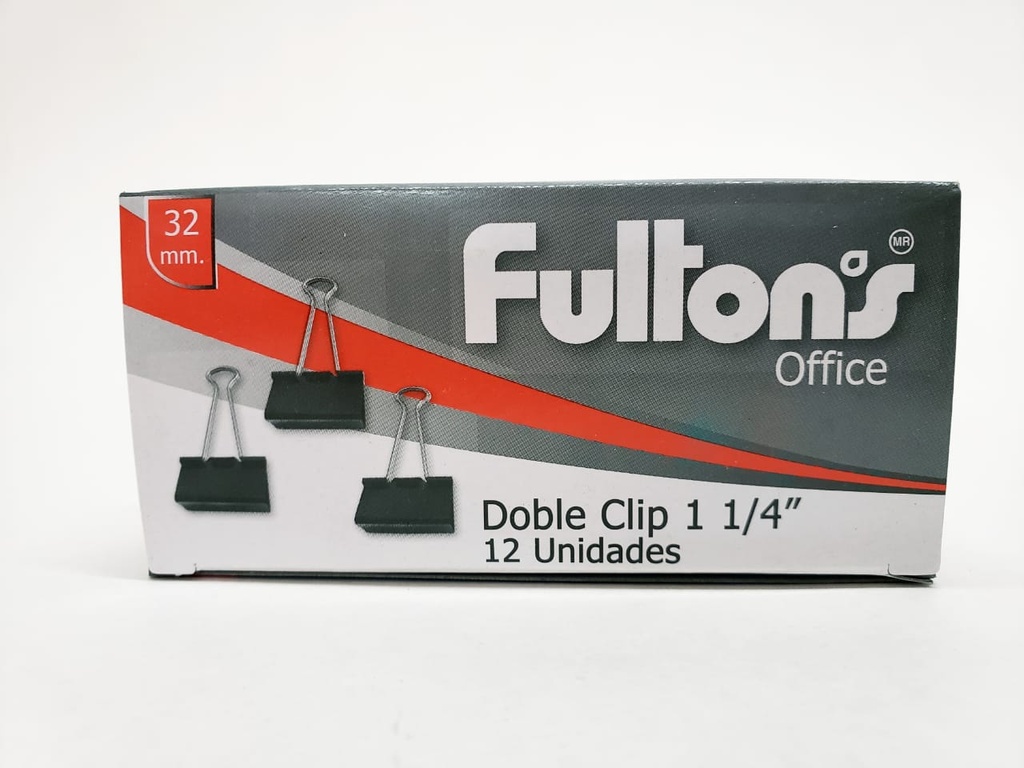 32
mm.
Fulton's
MR
Office
Doble Clip 1 1/4"
12 Unidades